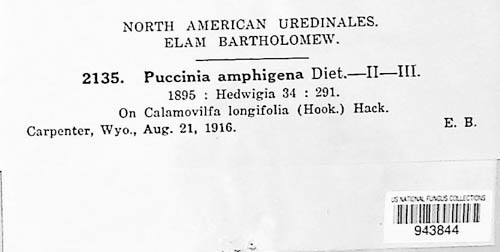 NORTH AMERICAN UREDINALES.
ELAM BARTHOLOMEW.
2135. Puccinia amphigena Diet.—II—III.
1895 : Hedwigia 34 : 291.
On Calamovilfa longifolia (Hook.) Hack.
Carpenter, Wyo., Aug. 21, 1916. E. B.
US NATIONAL FUNGUS COLLECTIONS
943844